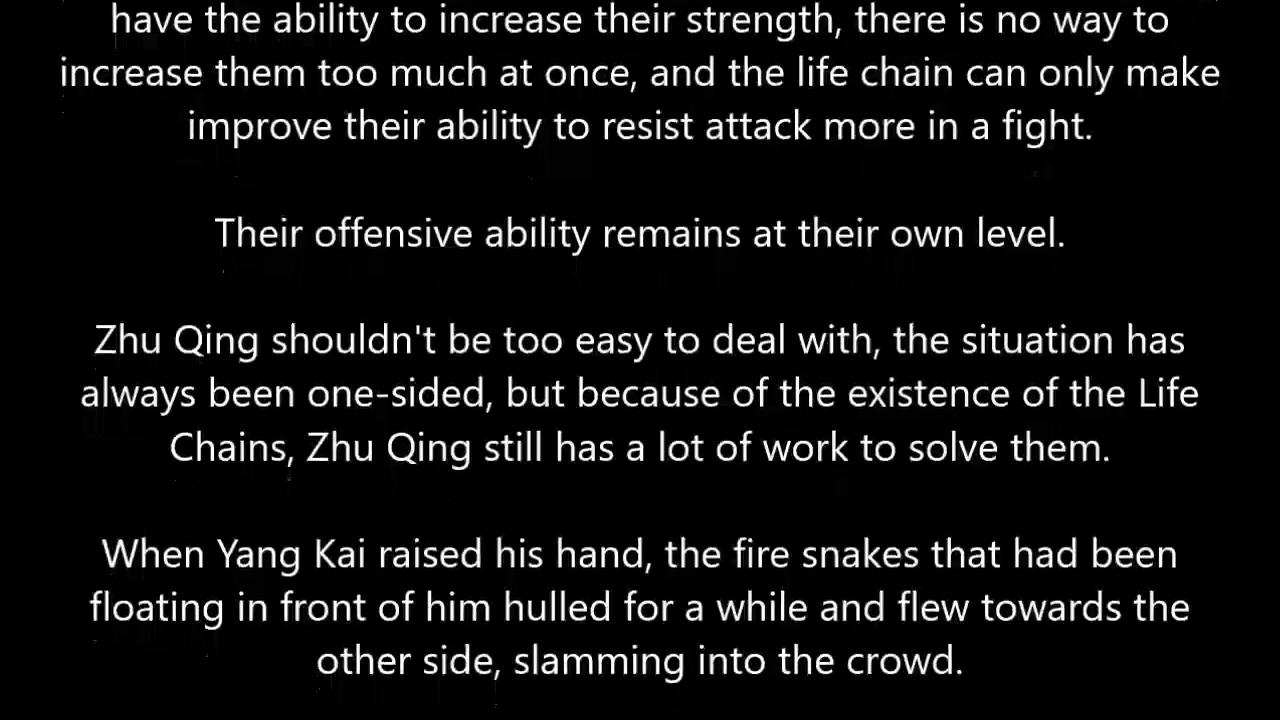 have the ability to increase their strength, there is no way to
increase them too much at once, and the life chain can only make
improve their ability to resist attack more in a fight.
Their offensive ability remains at their own level.
Zhu Qing shouldn't be too easy to deal with, the situation has
always been one-sided, but because of the existence of the Life
Chains, Zhu Qing still has a lot of work to solve them.
When Yang Kai raised his hand, the fire snakes that had been
floating in front of him hulled for a while and flew towards the
other side, slamming into the crowd.